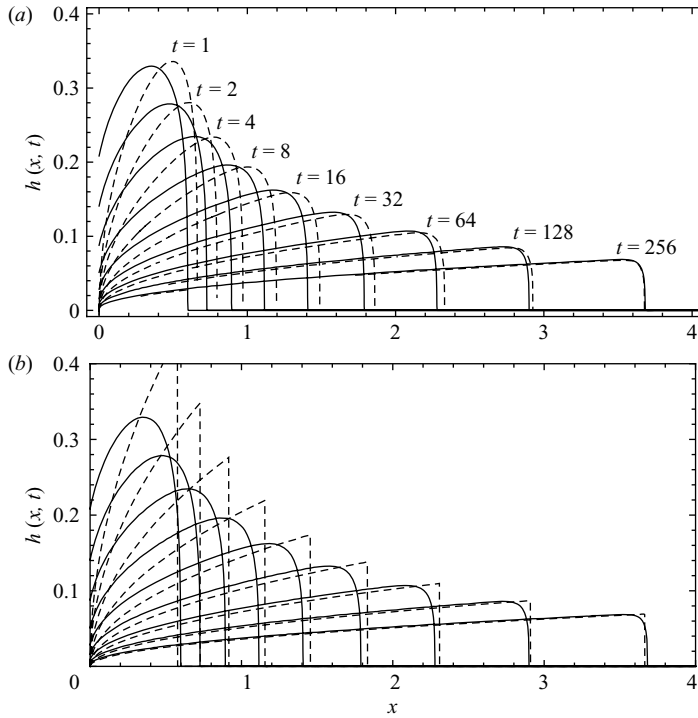 (a)
0.4
0.3
0.2
0.1
0
h (x, t)
t = 1
t = 2
t = 4
t = 8
t = 16
t = 32
t = 64
t = 128
t = 256
0
1
2
3
4
(b)
0.4
0.3
0.2
0.1
h (x, t)
0
1
2
3
4
x